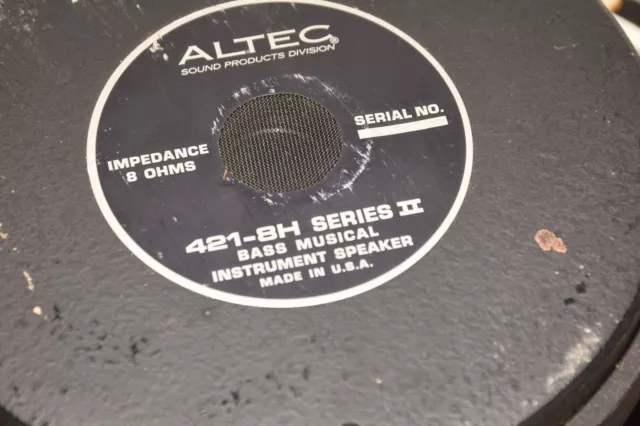 ALTEC®
SOUND PRODUCTS DIVISION
SERIAL NO.
IMPEDANCE
8 OHMS
421-8H SERIES II
BASS MUSICAL
INSTRUMENT SPEAKER
MADE IN U.S.A.